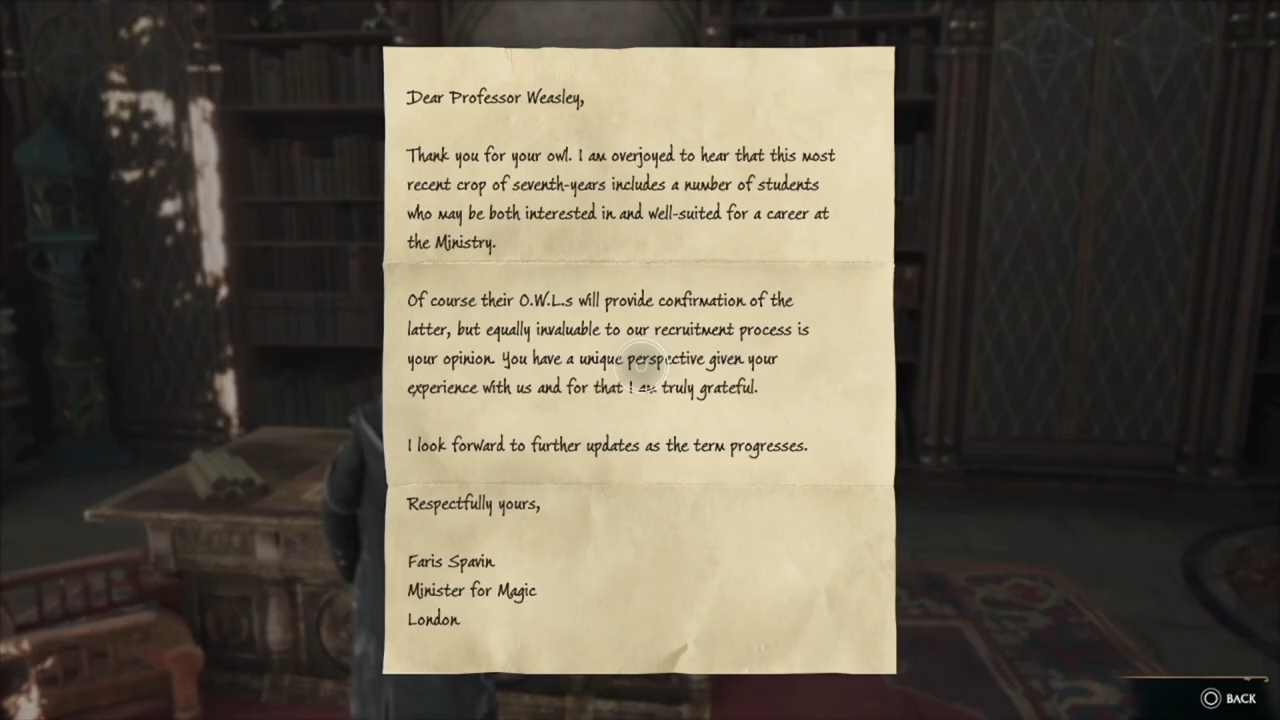 Dear Professor Weasley,
Thank you for your owl. I am overjoyed to hear that this most
recent crop of seventh-years includes a number of students
who may be both interested in and well-suited for a career at
the Ministry.
Of course their O.W.L.s will provide confirmation of the
latter, but equally invaluable to our recruitment process is
your opinion. You have a unique perspective given your
experience with us and for that I am truly grateful.
I look forward to further updates as the term progresses.
Respectfully yours,
Faris Spavin
Minister for Magic
London
BACK